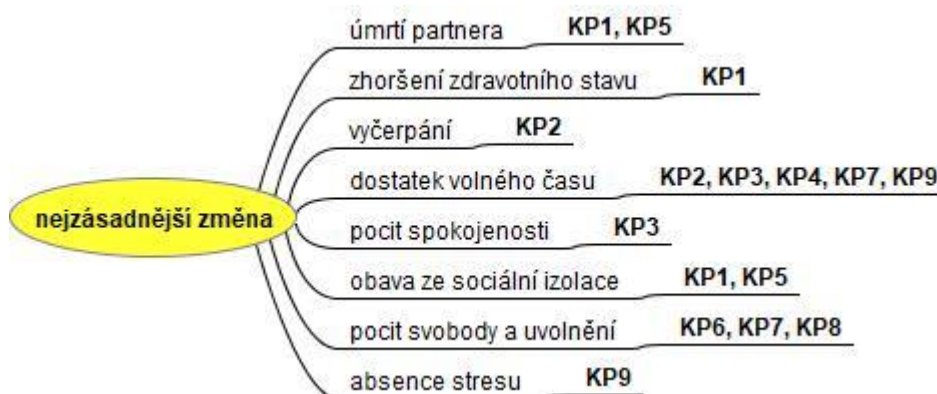 úmrtí partnera KP1, KP5
zhoršení zdravotního stavu KP1
vyčerpání KP2
dostatek volného času KP2, KP3, KP4, KP7, KP9
nejzásadnější změna
pocit spokojenosti KP3
obava ze sociální izolace KP1, KP5
pocit svobody a uvolnění KP6, KP7, KP8
absence stresu KP9